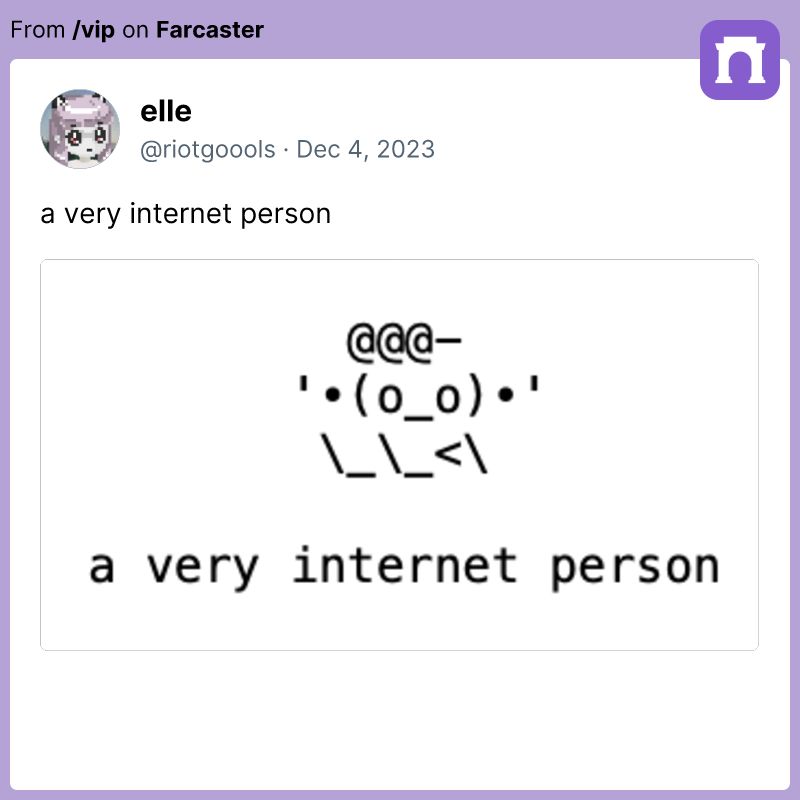 From /vip on Farcaster
elle
@riotgoools · Dec 4, 2023
a very internet person
@@@−
'•(o_o)•'
\_\_<\
a very internet person